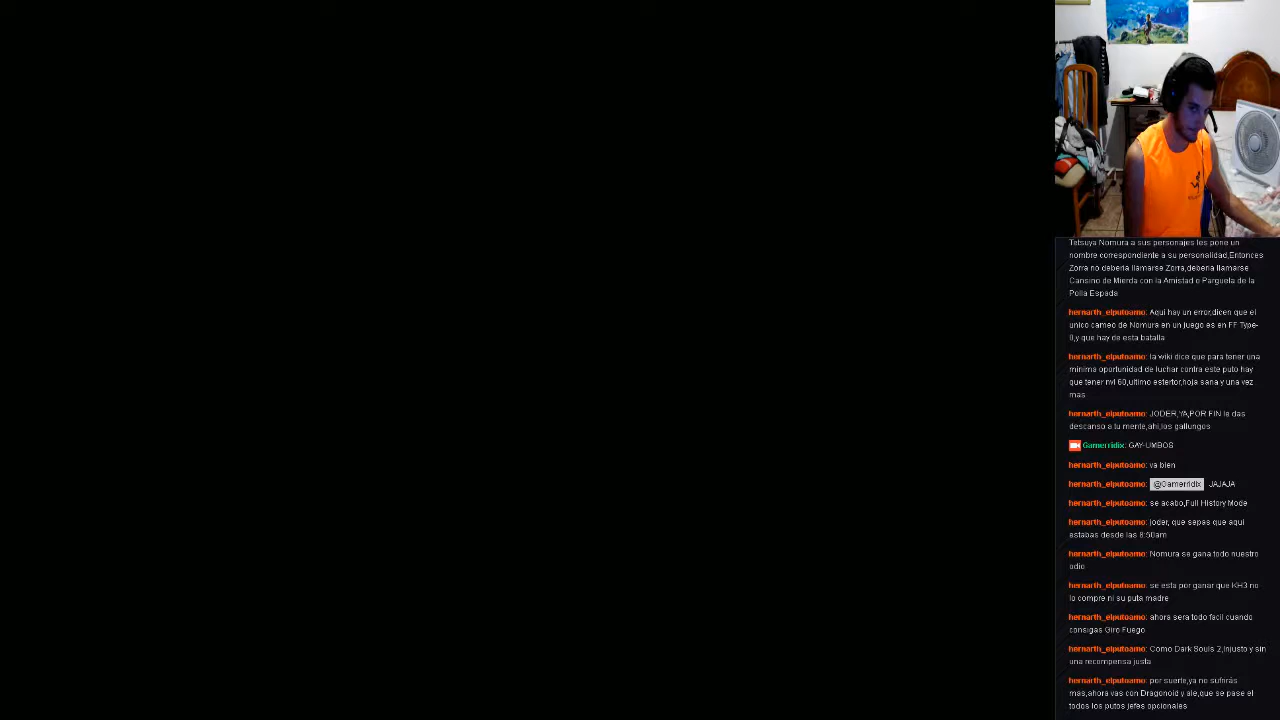 Tetsuya Nomura a sus personajes les pone un
nombre correspondiente a su personalidad,Entonces
Zorra no deberia llamarse Zorra,deberia llamarse
Cansino de Mierda con la Amistad o Parguela de la
Polla Espada
hernarth_elputoamo: Aqui hay un error,dicen que el
unico cameo de Nomura en un juego es en FF Type-
0,y que hay de esta batalla
hernarth_elputoamo: la wiki dice que para tener una
minima oportunidad de luchar contra este puto hay
que tener nvl 60,ultimo estertor,hoja sana y una vez
mas
hernarth_elputoamo: JODER,YA,POR FIN le das
descanso a tu mente,ahi,los gallungos
Gamerridix: GAY-UMBOS
hernarth_elputoamo: va bien
hernarth_elputoamo: @Gamerridix JAJAJA
hernarth_elputoamo: se acabo,Full History Mode
hernarth_elputoamo: joder, que sepas que aqui
estabas desde las 8:50am
hernarth_elputoamo: Nomura se gana todo nuestro
odio
hernarth_elputoamo: se esta por ganar que KH3 no
lo compre ni su puta madre
hernarth_elputoamo: ahora sera todo facil cuando
consigas Giro Fuego
hernarth_elputoamo: Como Dark Souls 2,Injusto y sin
una recompensa justa
hernarth_elputoamo: por suerte,ya no sufrirás
mas,ahora vas con Dragonoid y ale,que se pase el
todos los putos jefes opcionales